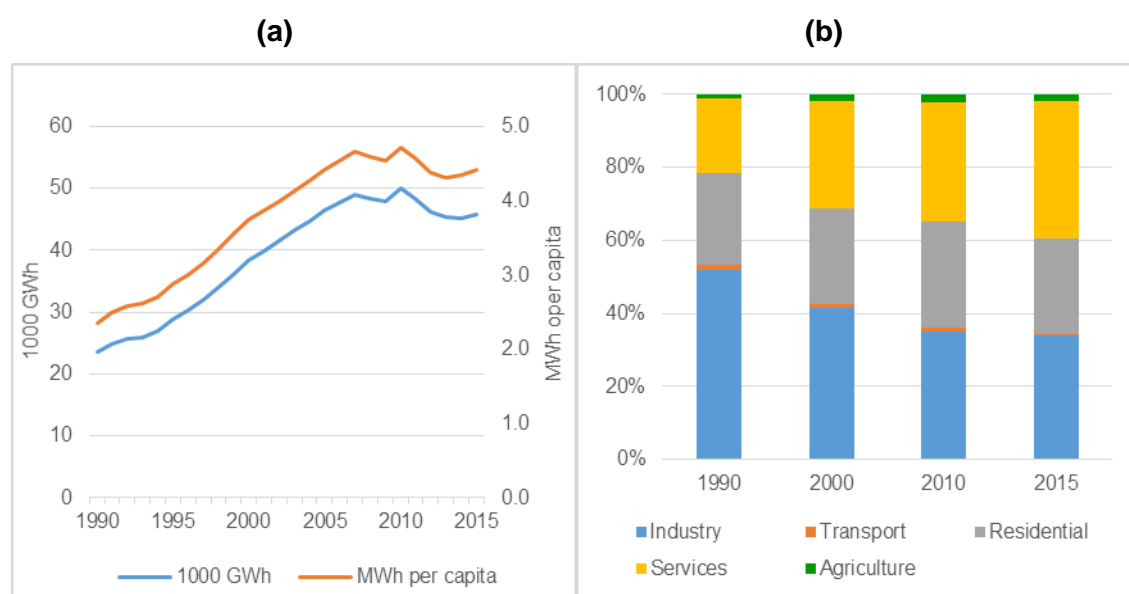 (a)
(b)
60
50
40
30
20
10
0
1000 GWh
5.0
4.0
3.0
2.0
1.0
0.0
MWh oper capita
1990
1995
2000
2005
2010
2015
1000 GWh
MWh per capita
100%
80%
60%
40%
20%
0%
1990
2000
2010
2015
Industry
Transport
Residential
Services
Agriculture